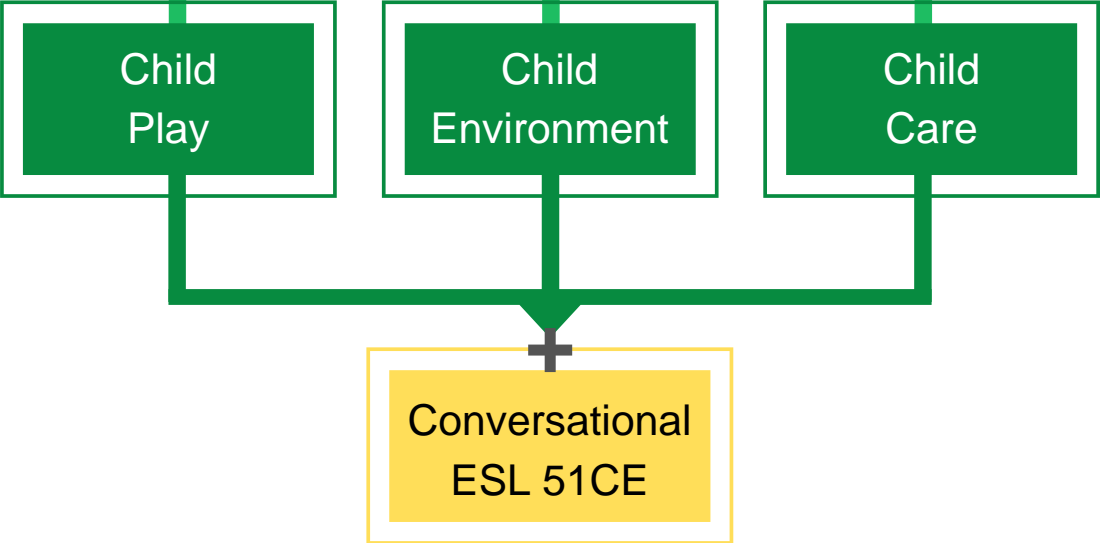 Child
Play
Child
Environment
Child
Care
Conversational
ESL 51CE